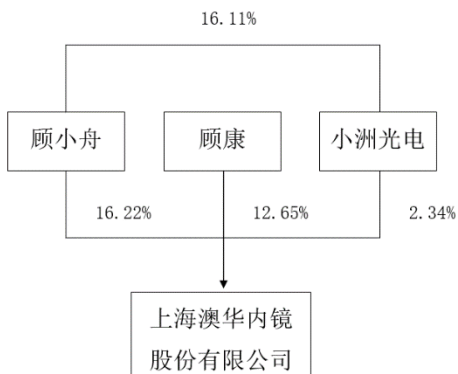 16.11%
顾小舟
顾康
小洲光电
16.22%
12.65%
2.34%
上海澳华内镜
股份有限公司